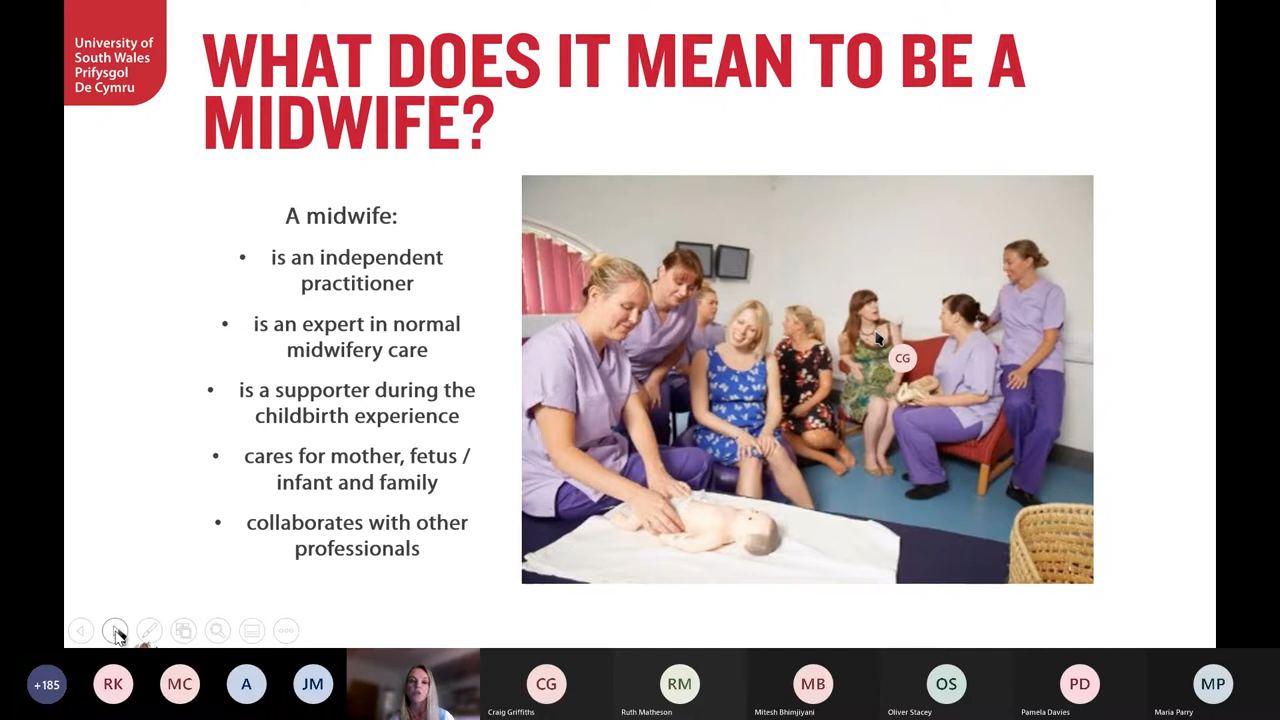 University of
South Wales
Prifysgol
De Cymru
WHAT DOES IT MEAN TO BE A
MIDWIFE?
A midwife:
• is an independent
practitioner
• is an expert in normal
midwifery care
• is a supporter during the
childbirth experience
• cares for mother, fetus /
infant and family
• collaborates with other
professionals
CG
+185
RK
MC
A
JM
CG
RM
MB
OS
PD
MP
Craig Griffiths
Ruth Matheson
Mitesh Bhimjiyani
Oliver Stacey
Pamela Davies
Maria Parry